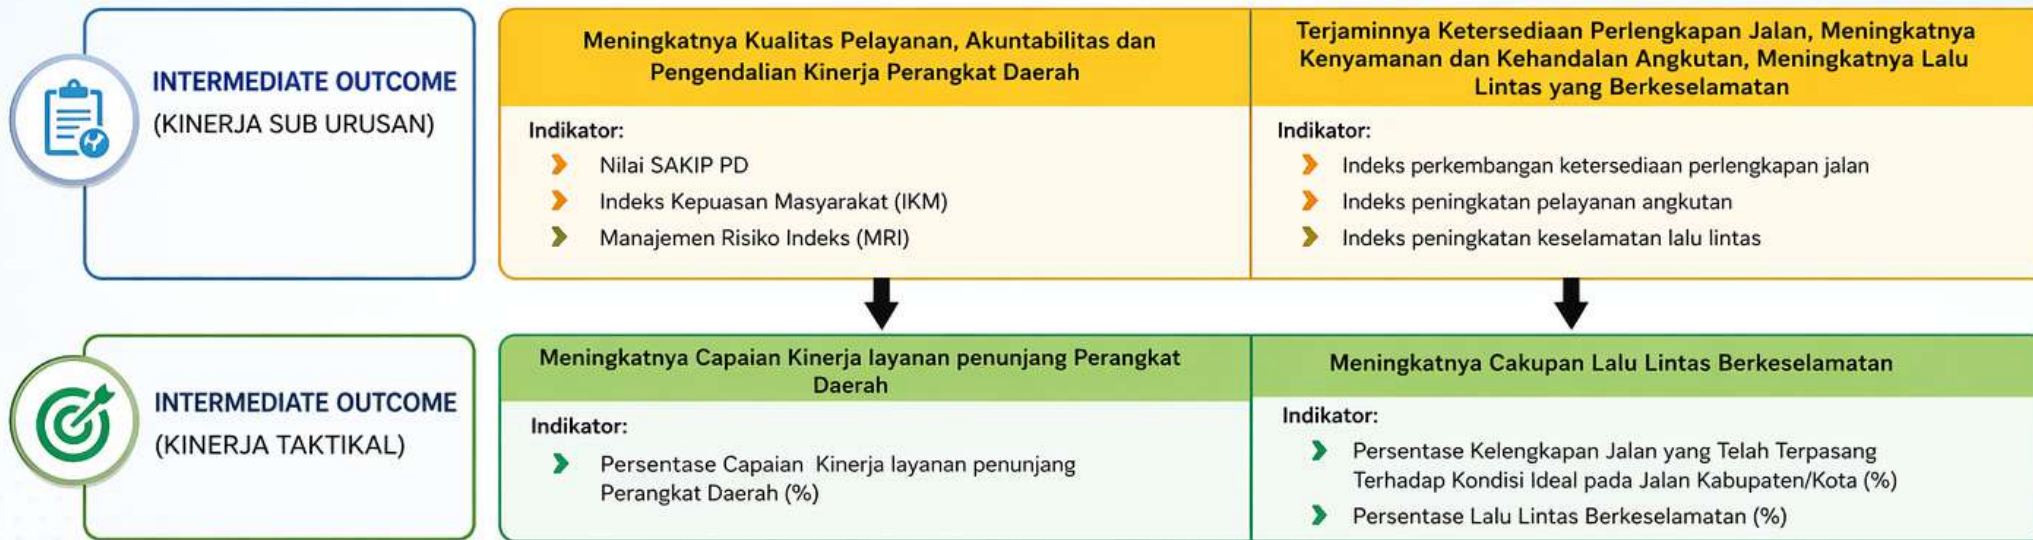 INTERMEDIATE OUTCOME
(KINERJA SUB URUSAN)
Meningkatnya Kualitas Pelayanan, Akuntabilitas dan
Pengendalian Kinerja Perangkat Daerah
Indikator:
Nilai SAKIP PD
Indeks Kepuasan Masyarakat (IKM)
Manajemen Risiko Indeks (MRI)
Terjaminnya Ketersediaan Perlengkapan Jalan, Meningkatnya
Kenyamanan dan Kehandalan Angkutan, Meningkatnya Lalu
Lintas yang Berkeselamatan
Indikator:
Indeks perkembangan ketersediaan perlengkapan jalan
Indeks peningkatan pelayanan angkutan
Indeks peningkatan keselamatan lalu lintas
INTERMEDIATE OUTCOME
(KINERJA TAKTIKAL)
Meningkatnya Capaian Kinerja layanan penunjang Perangkat
Daerah
Indikator:
Persentase Capaian Kinerja layanan penunjang
Perangkat Daerah (%)
Meningkatnya Cakupan Lalu Lintas Berkeselamatan
Indikator:
Persentase Kelengkapan Jalan yang Telah Terpasang
Terhadap Kondisi Ideal pada Jalan Kabupaten/Kota (%)
Persentase Lalu Lintas Berkeselamatan (%)